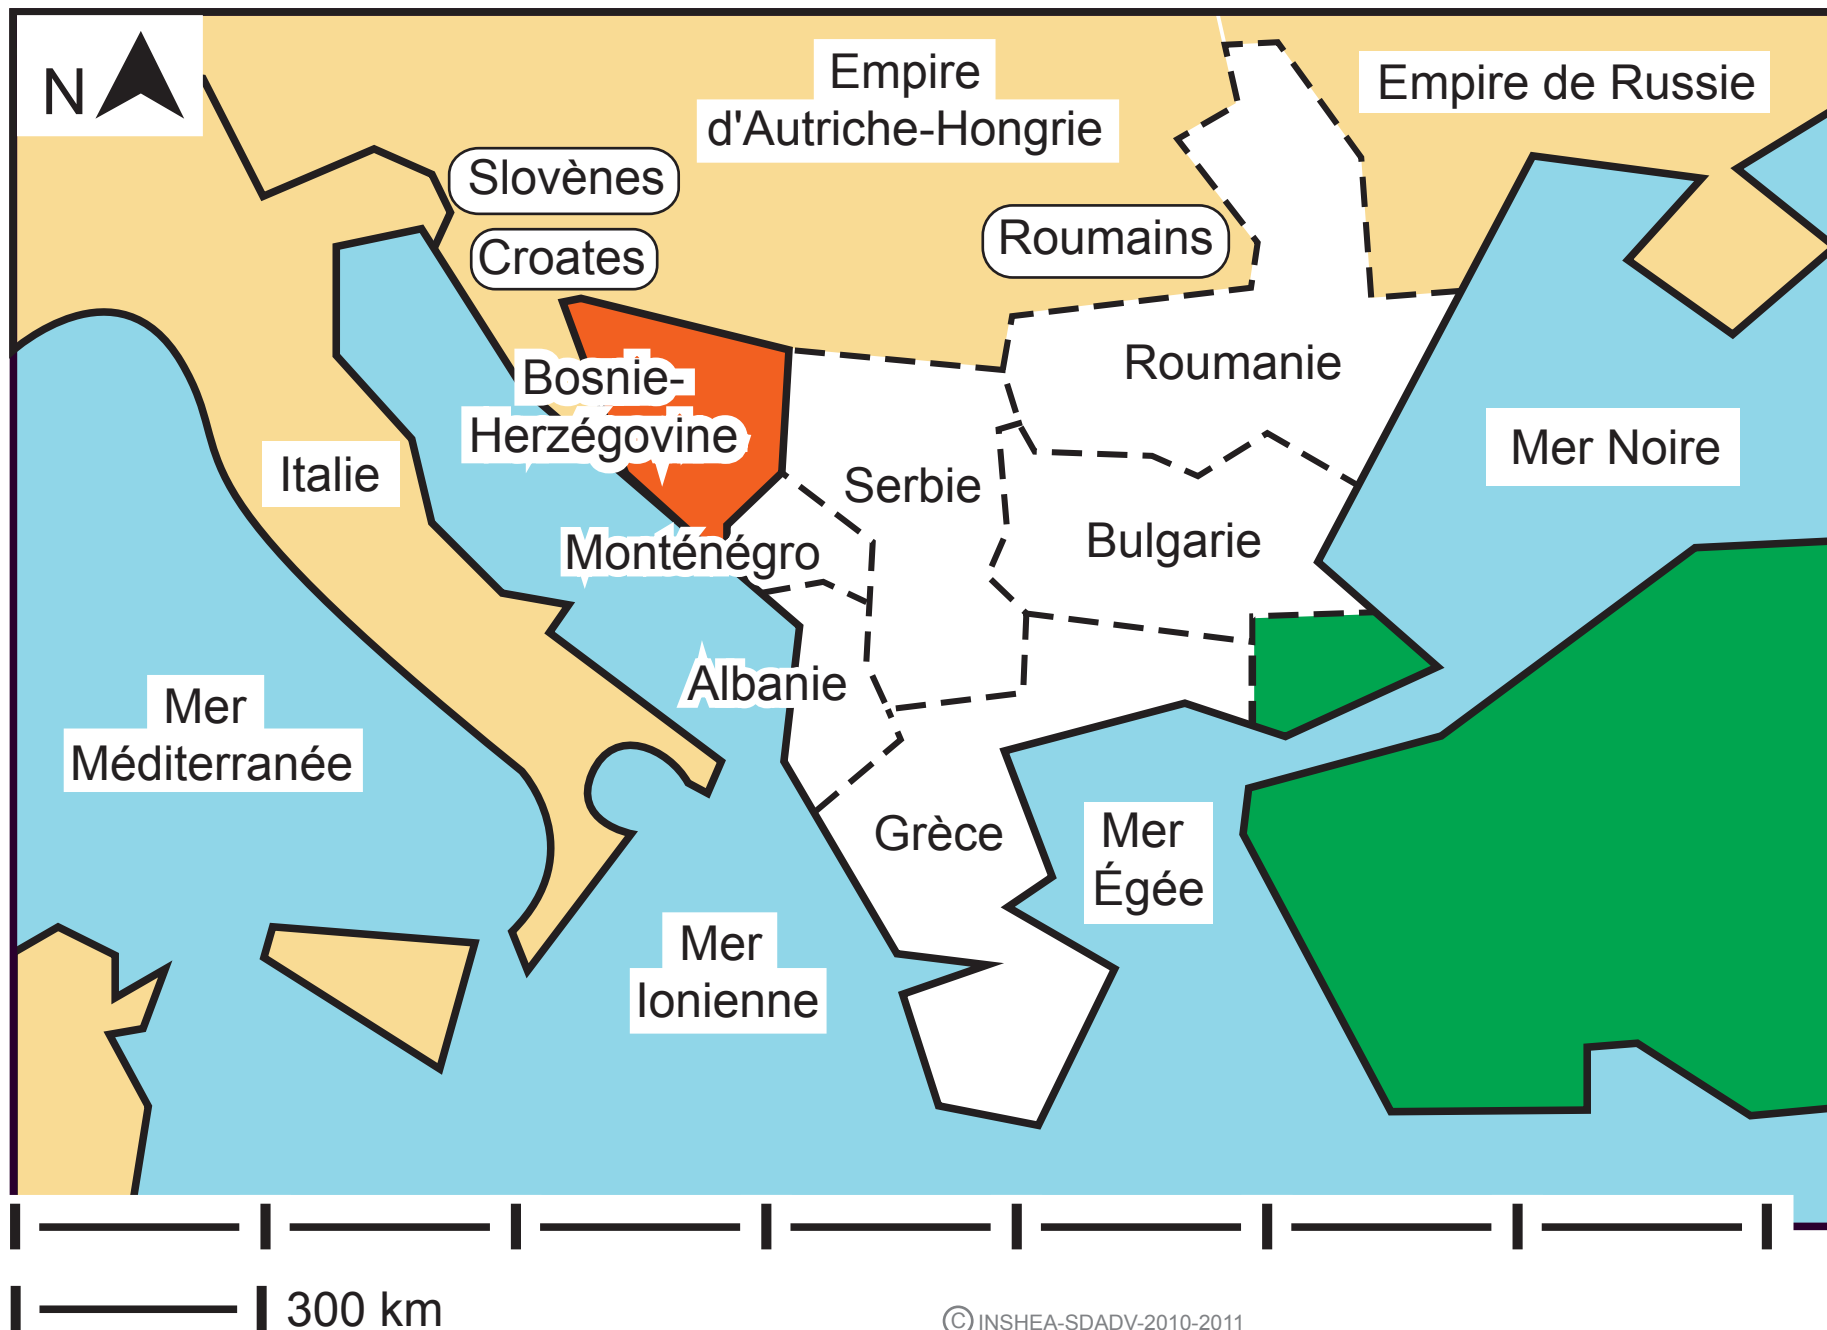 N
Empire
d'Autriche-Hongrie
Empire de Russie
Slovènes
Croates
Roumains
Bosnie-
Herzégovine
Roumanie
Italie
Serbie
Mer Noire
Bulgarie
Monténégro
Albanie
Mer
Méditerranée
Grèce
Mer
Égée
Mer
Ionienne
300 km
© INSHEA-SDADV-2010-2011